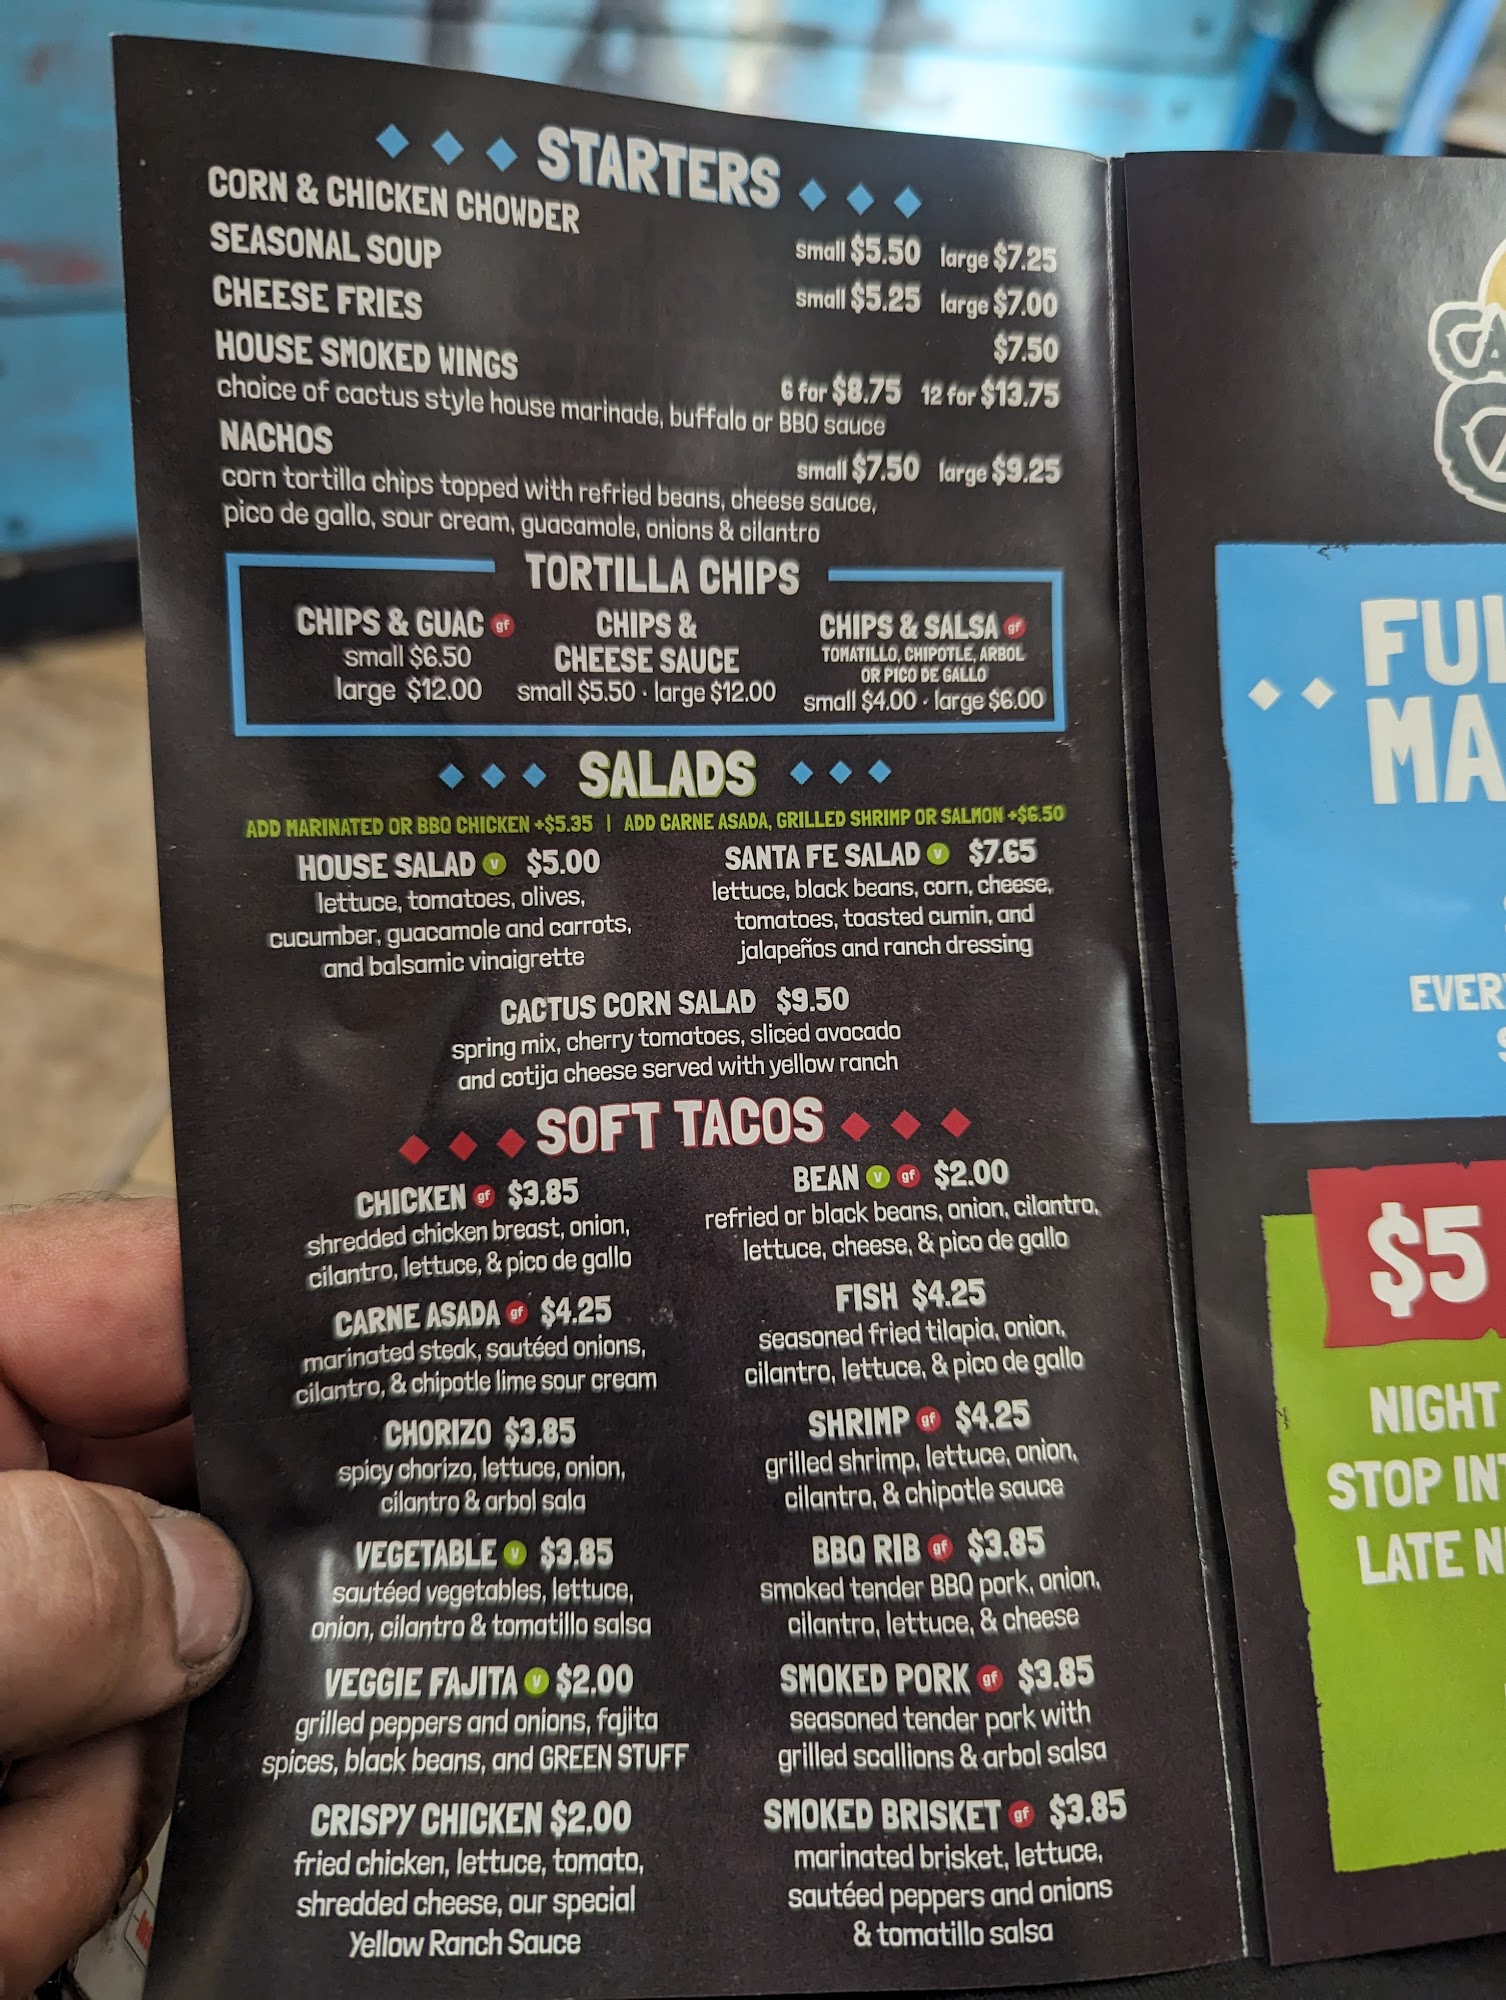 STARTERS
CORN & CHICKEN CHOWDER
small $5.50 large $7.25
SEASONAL SOUP
small $5.25 large $7.00
CHEESE FRIES
$7.50
HOUSE SMOKED WINGS
6 for $8.75 12 for $13.75
choice of cactus style house marinade, buffalo or BBQ sauce
NACHOS
small $7.50 large $9.25
corn tortilla chips topped with refried beans, cheese sauce,
pico de gallo, sour cream, guacamole, onions & cilantro
TORTILLA CHIPS
CHIPS & GUAC gf
small $6.50
large $12.00
CHIPS &
CHEESE SAUCE
small $5.50 · large $12.00
CHIPS & SALSA gf
TOMATILLO, CHIPOTLE, ARBOL
OR PICO DE GALLO
small $4.00 · large $6.00
SALADS
ADD MARINATED OR BBQ CHICKEN +$5.35 | ADD CARNE ASADA, GRILLED SHRIMP OR SALMON +$6.50
HOUSE SALAD V $5.00
lettuce, tomatoes, olives,
cucumber, guacamole and carrots,
and balsamic vinaigrette
SANTA FE SALAD V $7.65
lettuce, black beans, corn, cheese,
tomatoes, toasted cumin, and
jalapeños and ranch dressing
CACTUS CORN SALAD $9.50
spring mix, cherry tomatoes, sliced avocado
and cotija cheese served with yellow ranch
SOFT TACOS
CHICKEN gf $3.85
shredded chicken breast, onion,
cilantro, lettuce, & pico de gallo
CARNE ASADA gf $4.25
marinated steak, sautéed onions,
cilantro, & chipotle lime sour cream
CHORIZO $3.85
spicy chorizo, lettuce, onion,
cilantro & arbol sala
VEGETABLE V $3.85
sautéed vegetables, lettuce,
onion, cilantro & tomatillo salsa
VEGGIE FAJITA V $2.00
grilled peppers and onions, fajita
spices, black beans, and GREEN STUFF
CRISPY CHICKEN $2.00
fried chicken, lettuce, tomato,
shredded cheese, our special
Yellow Ranch Sauce
BEAN V gf $2.00
refried or black beans, onion, cilantro,
lettuce, cheese, & pico de gallo
FISH $4.25
seasoned fried tilapia, onion,
cilantro, lettuce, & pico de gallo
SHRIMP gf $4.25
grilled shrimp, lettuce, onion,
cilantro, & chipotle sauce
BBQ RIB gf $3.85
smoked tender BBQ pork, onion,
cilantro, lettuce, & cheese
SMOKED PORK gf $3.85
seasoned tender pork with
grilled scallions & arbol salsa
SMOKED BRISKET gf $3.85
marinated brisket, lettuce,
sautéed peppers and onions
& tomatillo salsa
$5
NIGHT
STOP
LATE